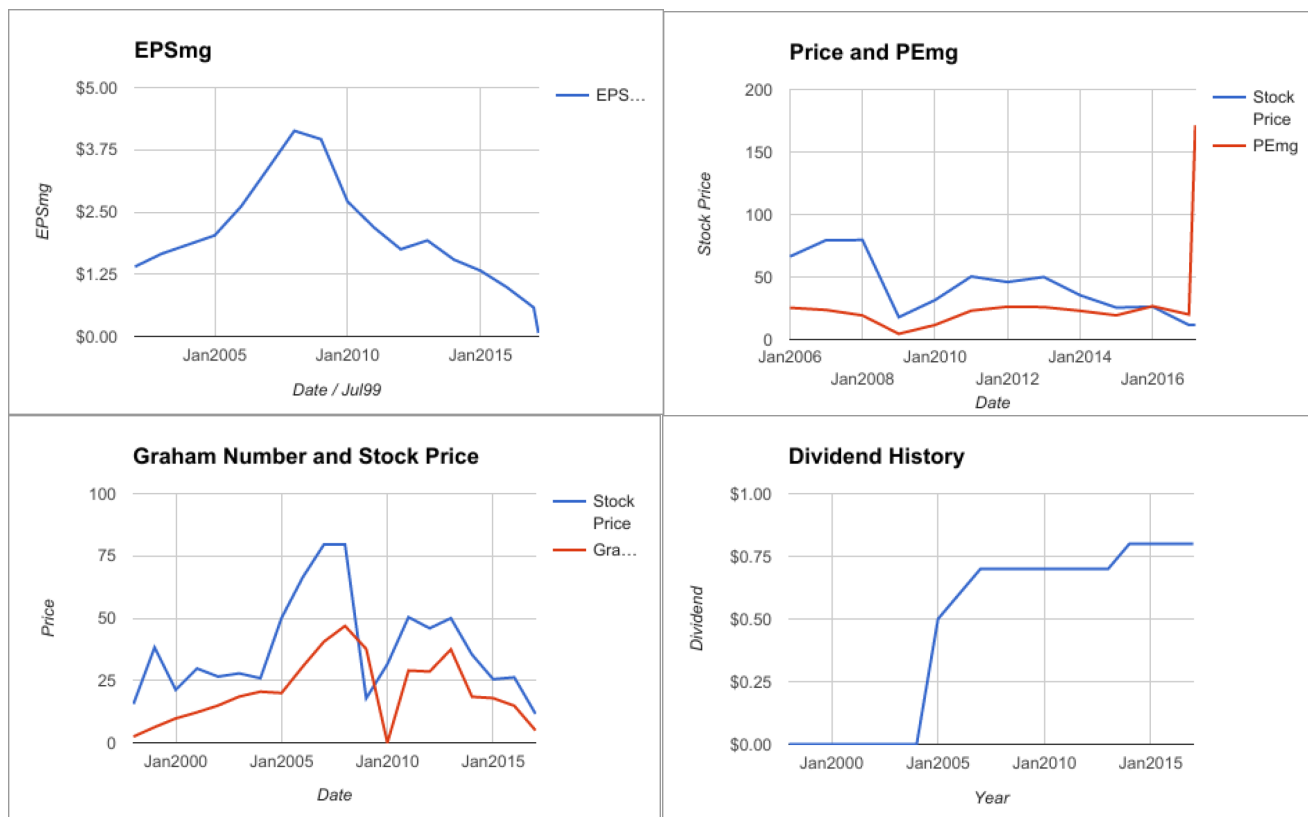 EPSmg
$5.00
$3.75
$2.50
$1.25
$0.00
EPSmg
EPS…
Jan2005
Jan2010
Jan2015
Date / Jul99
Price and PEmg
200
150
100
50
0
Stock Price
Stock
Price
PEmg
Jan2006
Jan2010
Jan2014
Jan2008
Jan2012
Jan2016
Date
Graham Number and Stock Price
100
75
50
25
0
Price
Stock
Price
Gra…
Jan2000
Jan2005
Jan2010
Jan2015
Date
Dividend History
$1.00
$0.75
$0.50
$0.25
$0.00
Dividend
Jan2000
Jan2005
Jan2010
Jan2015
Year